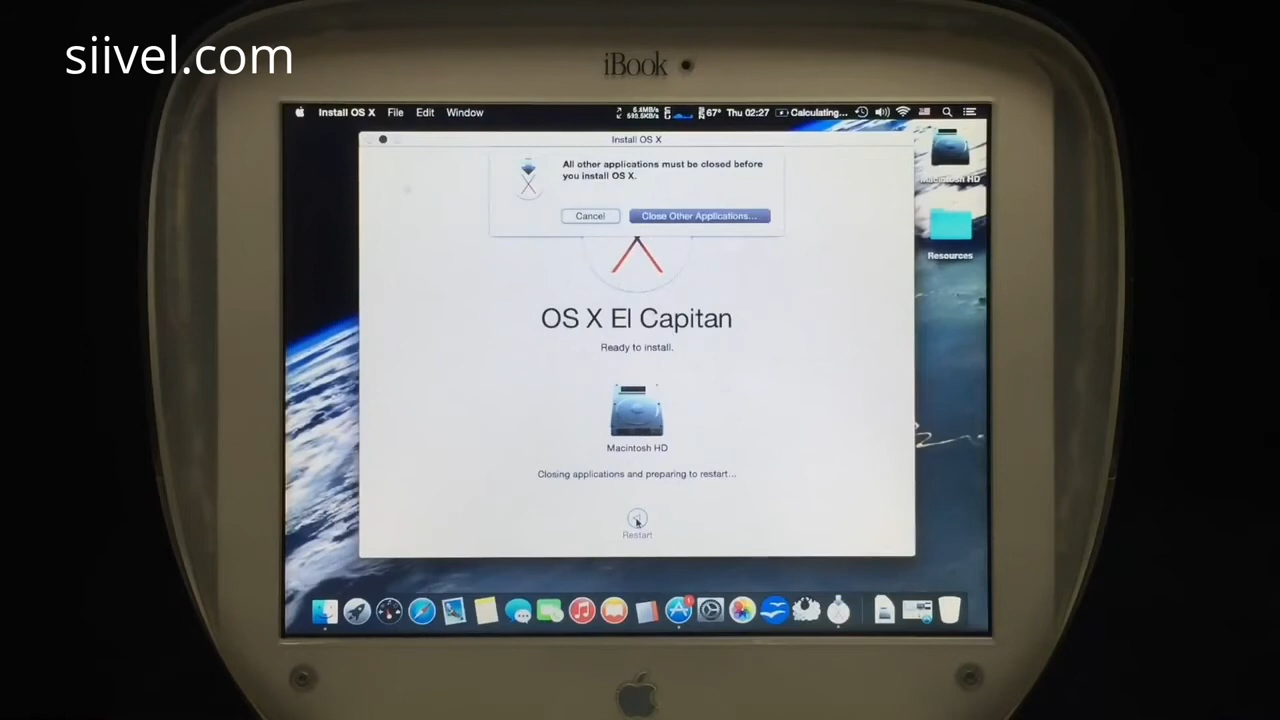 siivel.com
iBook
Install OS X File Edit Window
67° Thu 02:27 Calculating...
Install OS X
All other applications must be closed before
you install OS X.
Cancel Close Other Applications...
Macintosh HD
Resources
OS X El Capitan
Ready to install.
Macintosh HD
Closing applications and preparing to restart...
Restart